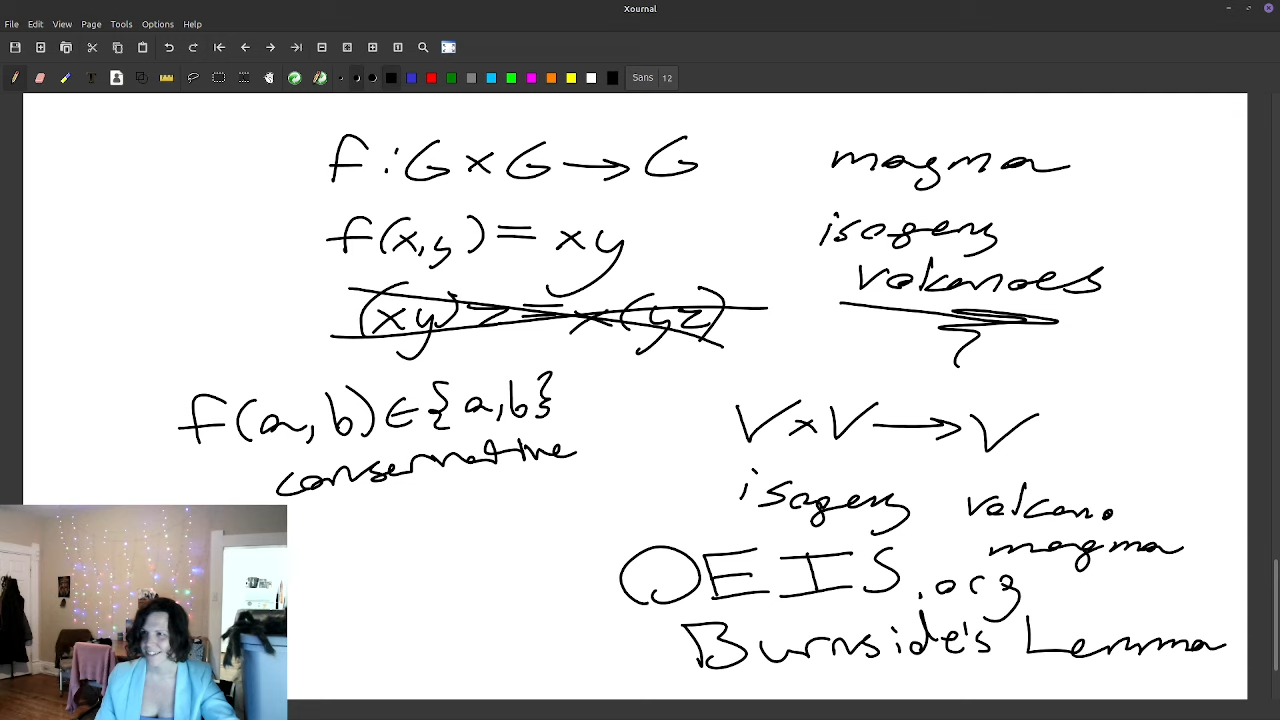 Xournal
File Edit View Page Tools Options Help
Sans 12
f : G × G → G
f(x,y) = xy
(xy)z = x(yz)
f(a,b) ∈ {a,b}
conservative
magma
isogeny
volcanoes
?
V × V → V
isogeny volcano
magma
OEIS.org
Burnside's Lemma